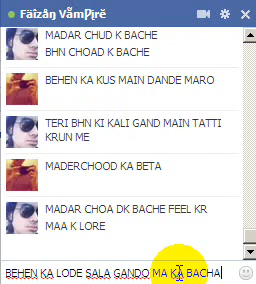 Fäïzåņ VẫmƤįrē
MADAR CHUD K BACHE
BHN CHOAD K BACHE
BEHEN KA KUS MAIN DANDE MARO
TERI BHN KI KALI GAND MAIN TATTI
KRUN ME
MADERCHOOD KA BETA
MADAR CHOA DK BACHE FEEL KR
MAA K LORE
BEHEN KA LODE SALA GANDO MA KA BACHA